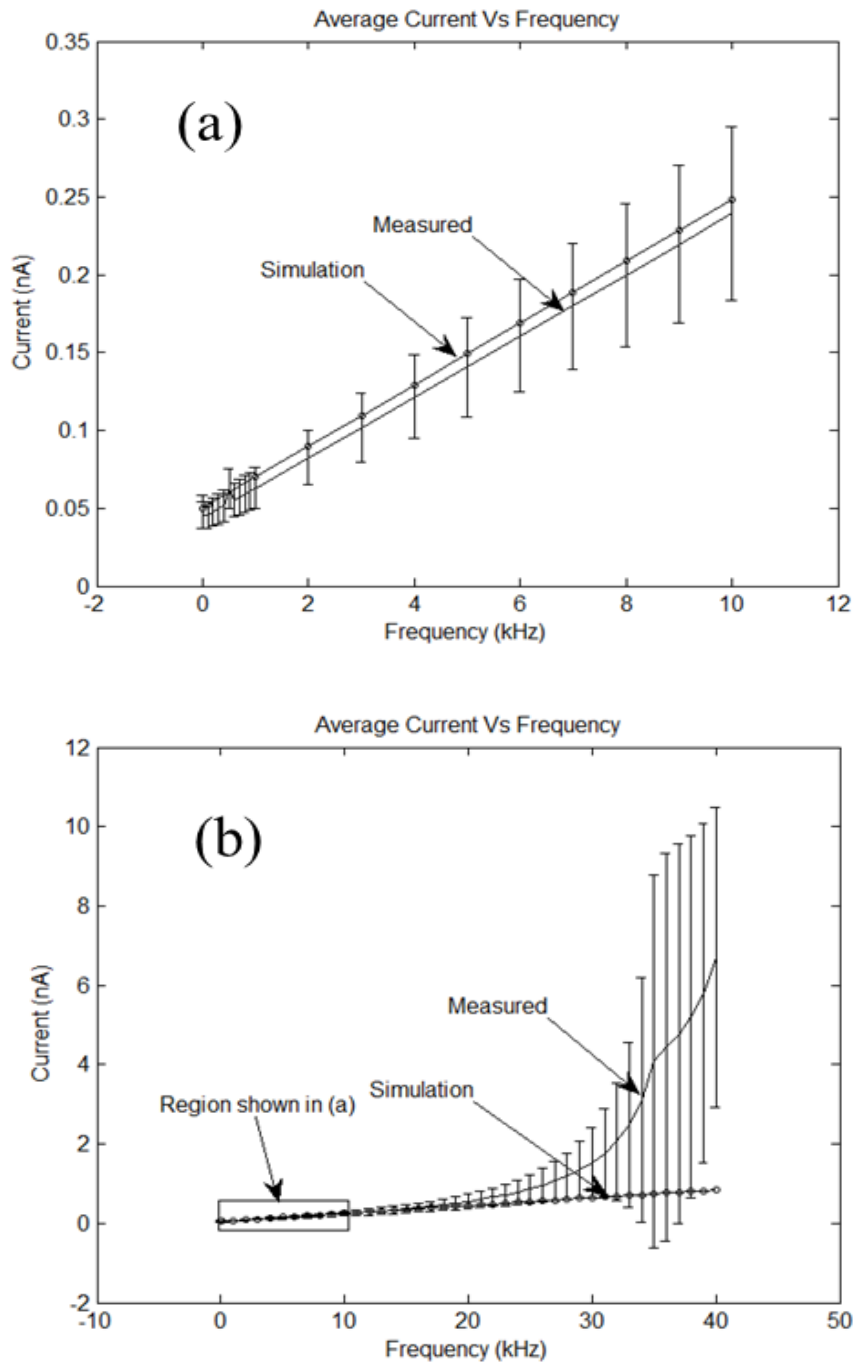 Average Current Vs Frequency
0.35
0.3
0.25
0.2
0.15
0.1
0.05
0
Current (nA)
(a)
Measured
Simulation
-2 0 2 4 6 8 10 12
Frequency (kHz)
Average Current Vs Frequency
12
10
8
6
4
2
0
-2
Current (nA)
(b)
Measured
Simulation
Region shown in (a)
-10 0 10 20 30 40 50
Frequency (kHz)